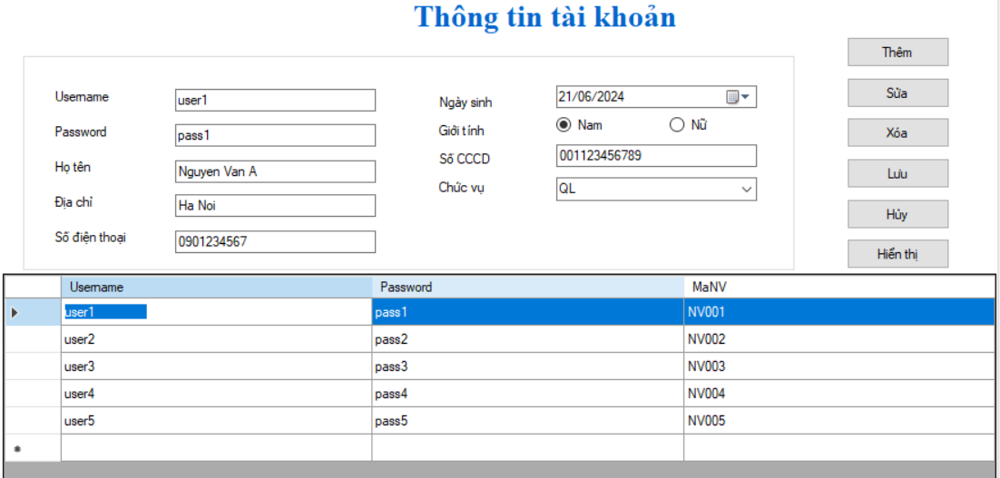 Thông tin tài khoản
Thêm
Sửa
Xóa
Lưu
Hủy
Hiển thị
Username user1
Password pass1
Họ tên Nguyen Van A
Địa chỉ Ha Noi
Số điện thoại 0901234567
Ngày sinh 21/06/2024
Giới tính Nam Nữ
Số CCCD 001123456789
Chức vụ QL
Username Password MaNV
user1 pass1 NV001
user2 pass2 NV002
user3 pass3 NV003
user4 pass4 NV004
user5 pass5 NV005